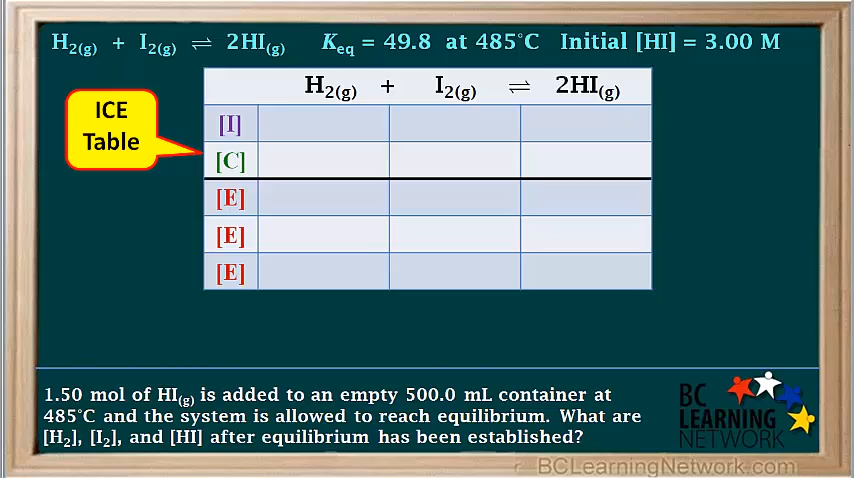 H₂(g) + I₂(g) ⇌ 2HI(g) Keq = 49.8 at 485°C Initial [HI] = 3.00 M
ICE
Table
H₂(g) + I₂(g) ⇌ 2HI(g)
[I]
[C]
[E]
[E]
[E]
1.50 mol of HI(g) is added to an empty 500.0 mL container at
485°C and the system is allowed to reach equilibrium. What are
[H₂], [I₂], and [HI] after equilibrium has been established?
BC
LEARNING
NETWORK
BCLearningNetwork.com